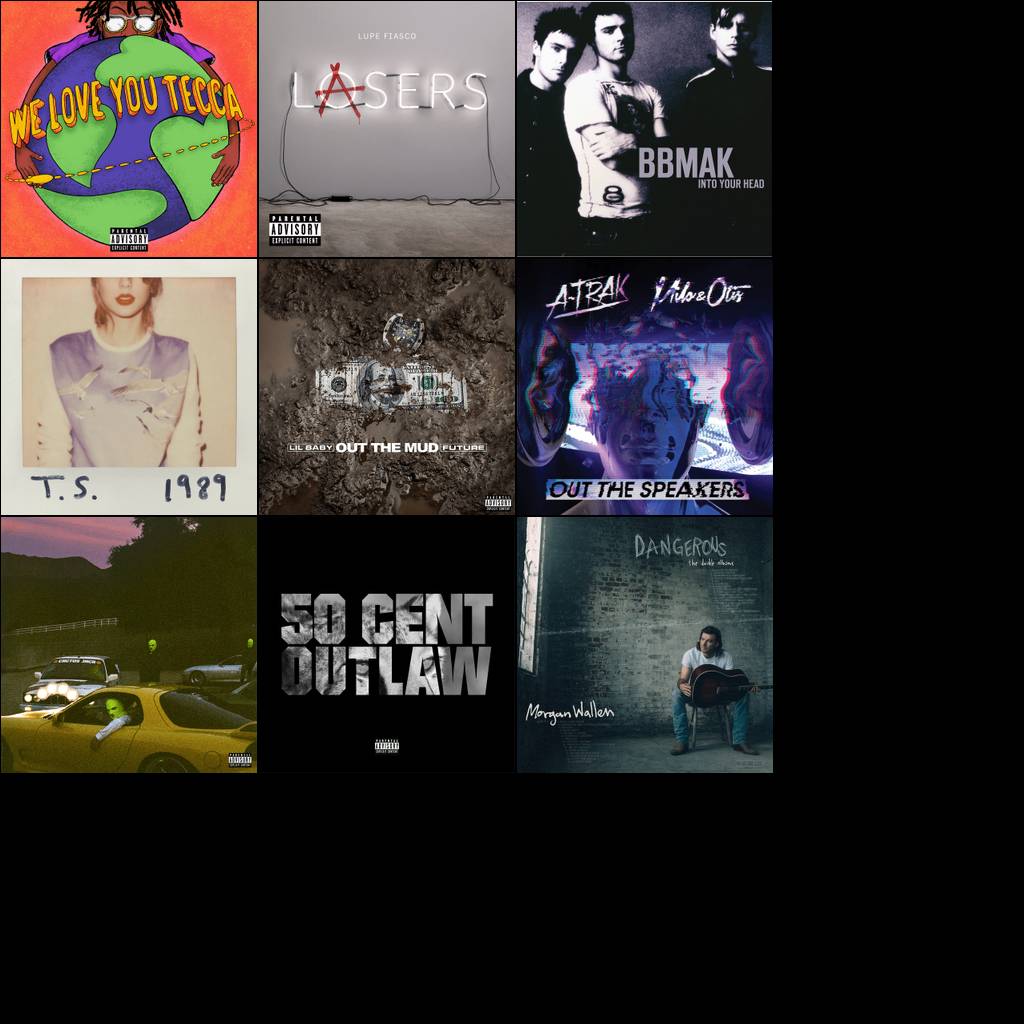 WE LOVE YOU TECCA
PARENTAL
ADVISORY
EXPLICIT CONTENT
LUPE FIASCO
LASERS
PARENTAL
ADVISORY
EXPLICIT CONTENT
8
BBMAK
INTO YOUR HEAD
T.S. 1989
LIL BABY OUT THE MUD FUTURE
PARENTAL
ADVISORY
EXPLICIT CONTENT
A-TRAK Milo & Otis
OUT THE SPEAKERS
CACTUS JACK
PARENTAL
ADVISORY
EXPLICIT CONTENT
50 CENT
OUTLAW
PARENTAL
ADVISORY
EXPLICIT CONTENT
DANGEROUS
the double album
Morgan Wallen